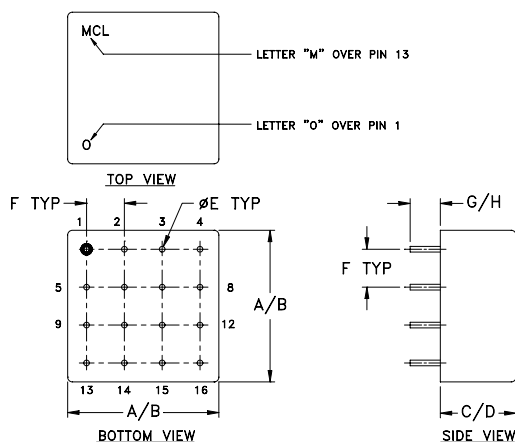 MCL
LETTER "M" OVER PIN 13
O
LETTER "O" OVER PIN 1
TOP VIEW
F TYP
øE TYP
G/H
1 2 3 4
F TYP
5 8
A/B
9 12
13 14 15 16
A/B
C/D
BOTTOM VIEW
SIDE VIEW